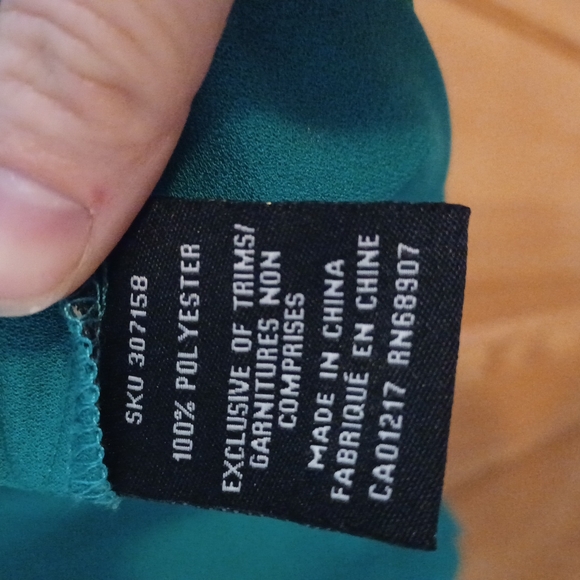 SKU 307158
100% POLYESTER
EXCLUSIVE OF TRIMS/
GARNITURES NON
COMPRISES
MADE IN CHINA
FABRIQUÉ EN CHINE
CA01217 RN68907